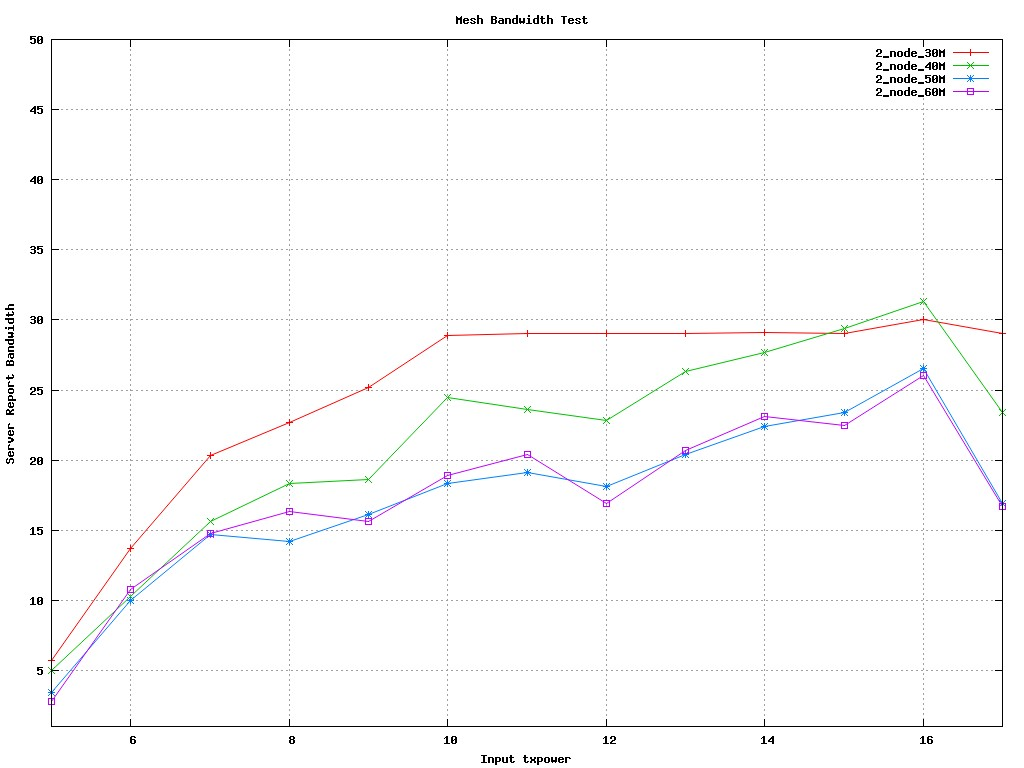 Mesh Bandwidth Test
2_node_30M
2_node_40M
2_node_50M
2_node_60M
50
45
40
35
30
25
20
15
10
5
Server Report Bandwidth
6 8 10 12 14 16
Input txpower